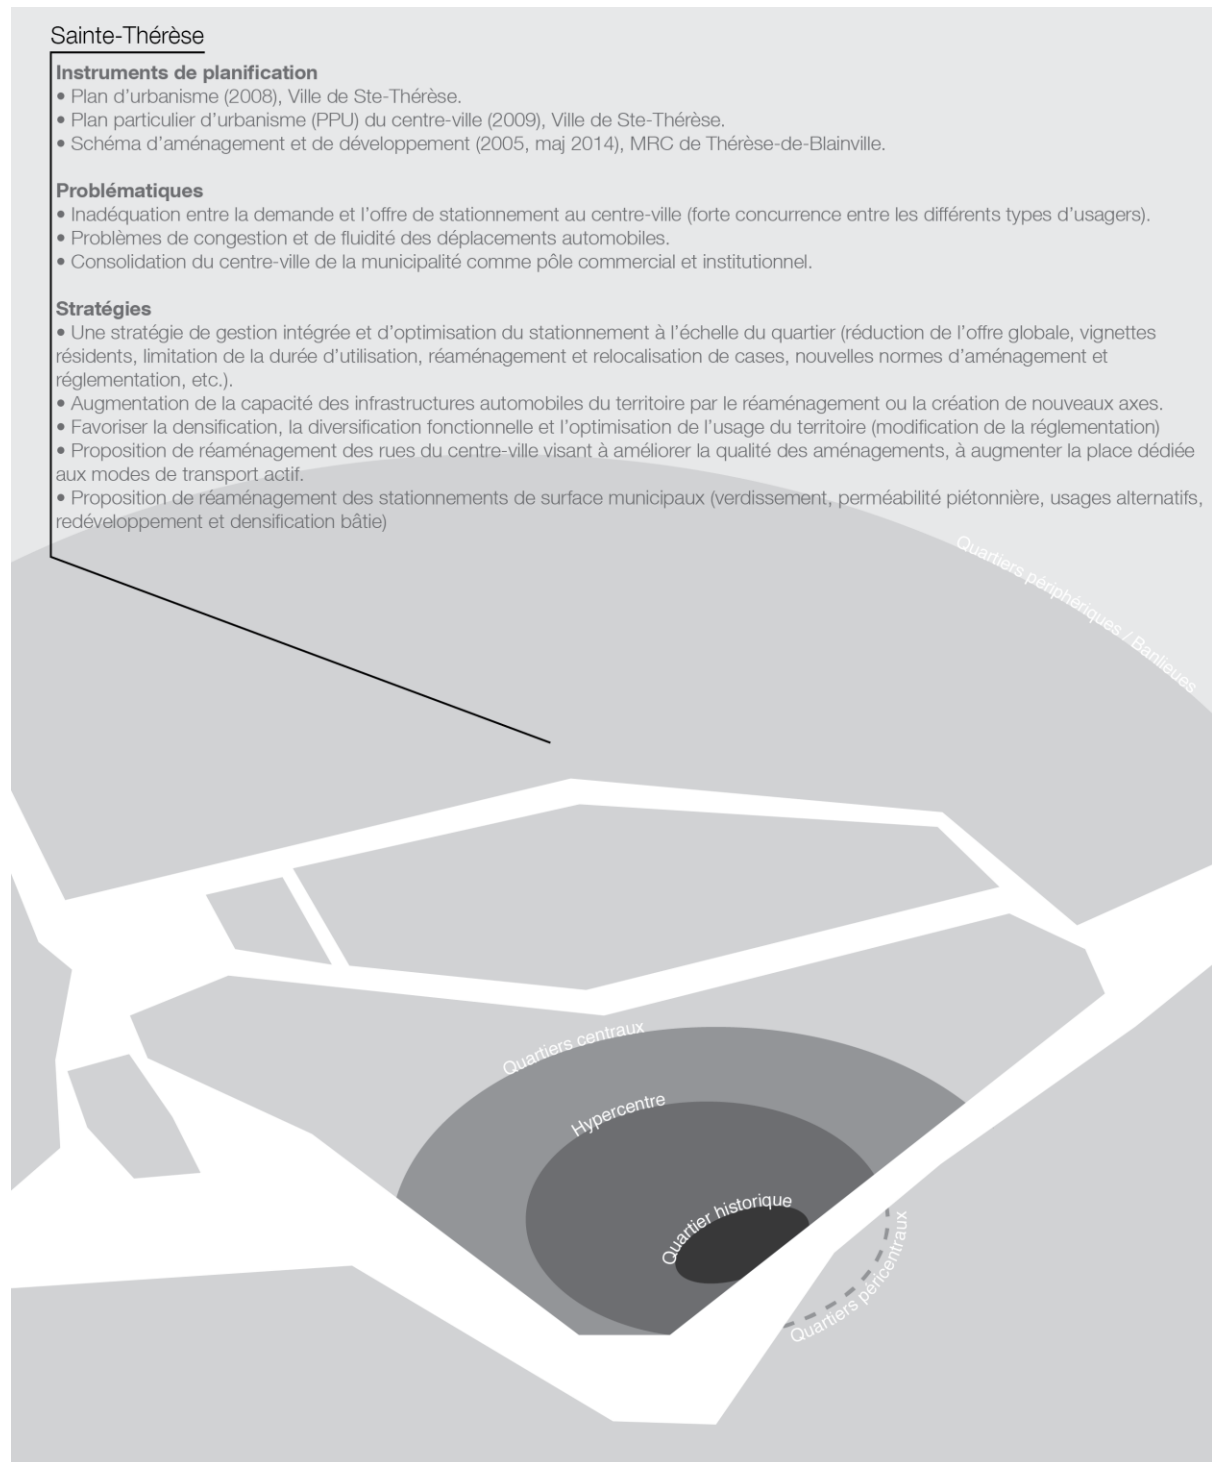 Sainte-Thérèse
Instruments de planification
• Plan d'urbanisme (2008), Ville de Ste-Thérèse.
• Plan particulier d'urbanisme (PPU) du centre-ville (2009), Ville de Ste-Thérèse.
• Schéma d'aménagement et de développement (2005, maj 2014), MRC de Thérèse-de-Blainville.
Problématiques
• Inadéquation entre la demande et l'offre de stationnement au centre-ville (forte concurrence entre les différents types d'usagers).
• Problèmes de congestion et de fluidité des déplacements automobiles.
• Consolidation du centre-ville de la municipalité comme pôle commercial et institutionnel.
Stratégies
• Une stratégie de gestion intégrée et d'optimisation du stationnement à l'échelle du quartier (réduction de l'offre globale, vignettes
résidents, limitation de la durée d'utilisation, réaménagement et relocalisation de cases, nouvelles normes d'aménagement et
réglementation, etc.).
• Augmentation de la capacité des infrastructures automobiles du territoire par le réaménagement ou la création de nouveaux axes.
• Favoriser la densification, la diversification fonctionnelle et l'optimisation de l'usage du territoire (modification de la réglementation)
• Proposition de réaménagement des rues du centre-ville visant à améliorer la qualité des aménagements, à augmenter la place dédiée
aux modes de transport actif.
• Proposition de réaménagement des stationnements de surface municipaux (verdissement, perméabilité piétonnière, usages alternatifs,
redéveloppement et densification bâtie)
Quartiers périphériques / Banlieues
Quartiers centraux
Hypercentre
Quartier historique
Quartiers péricentraux